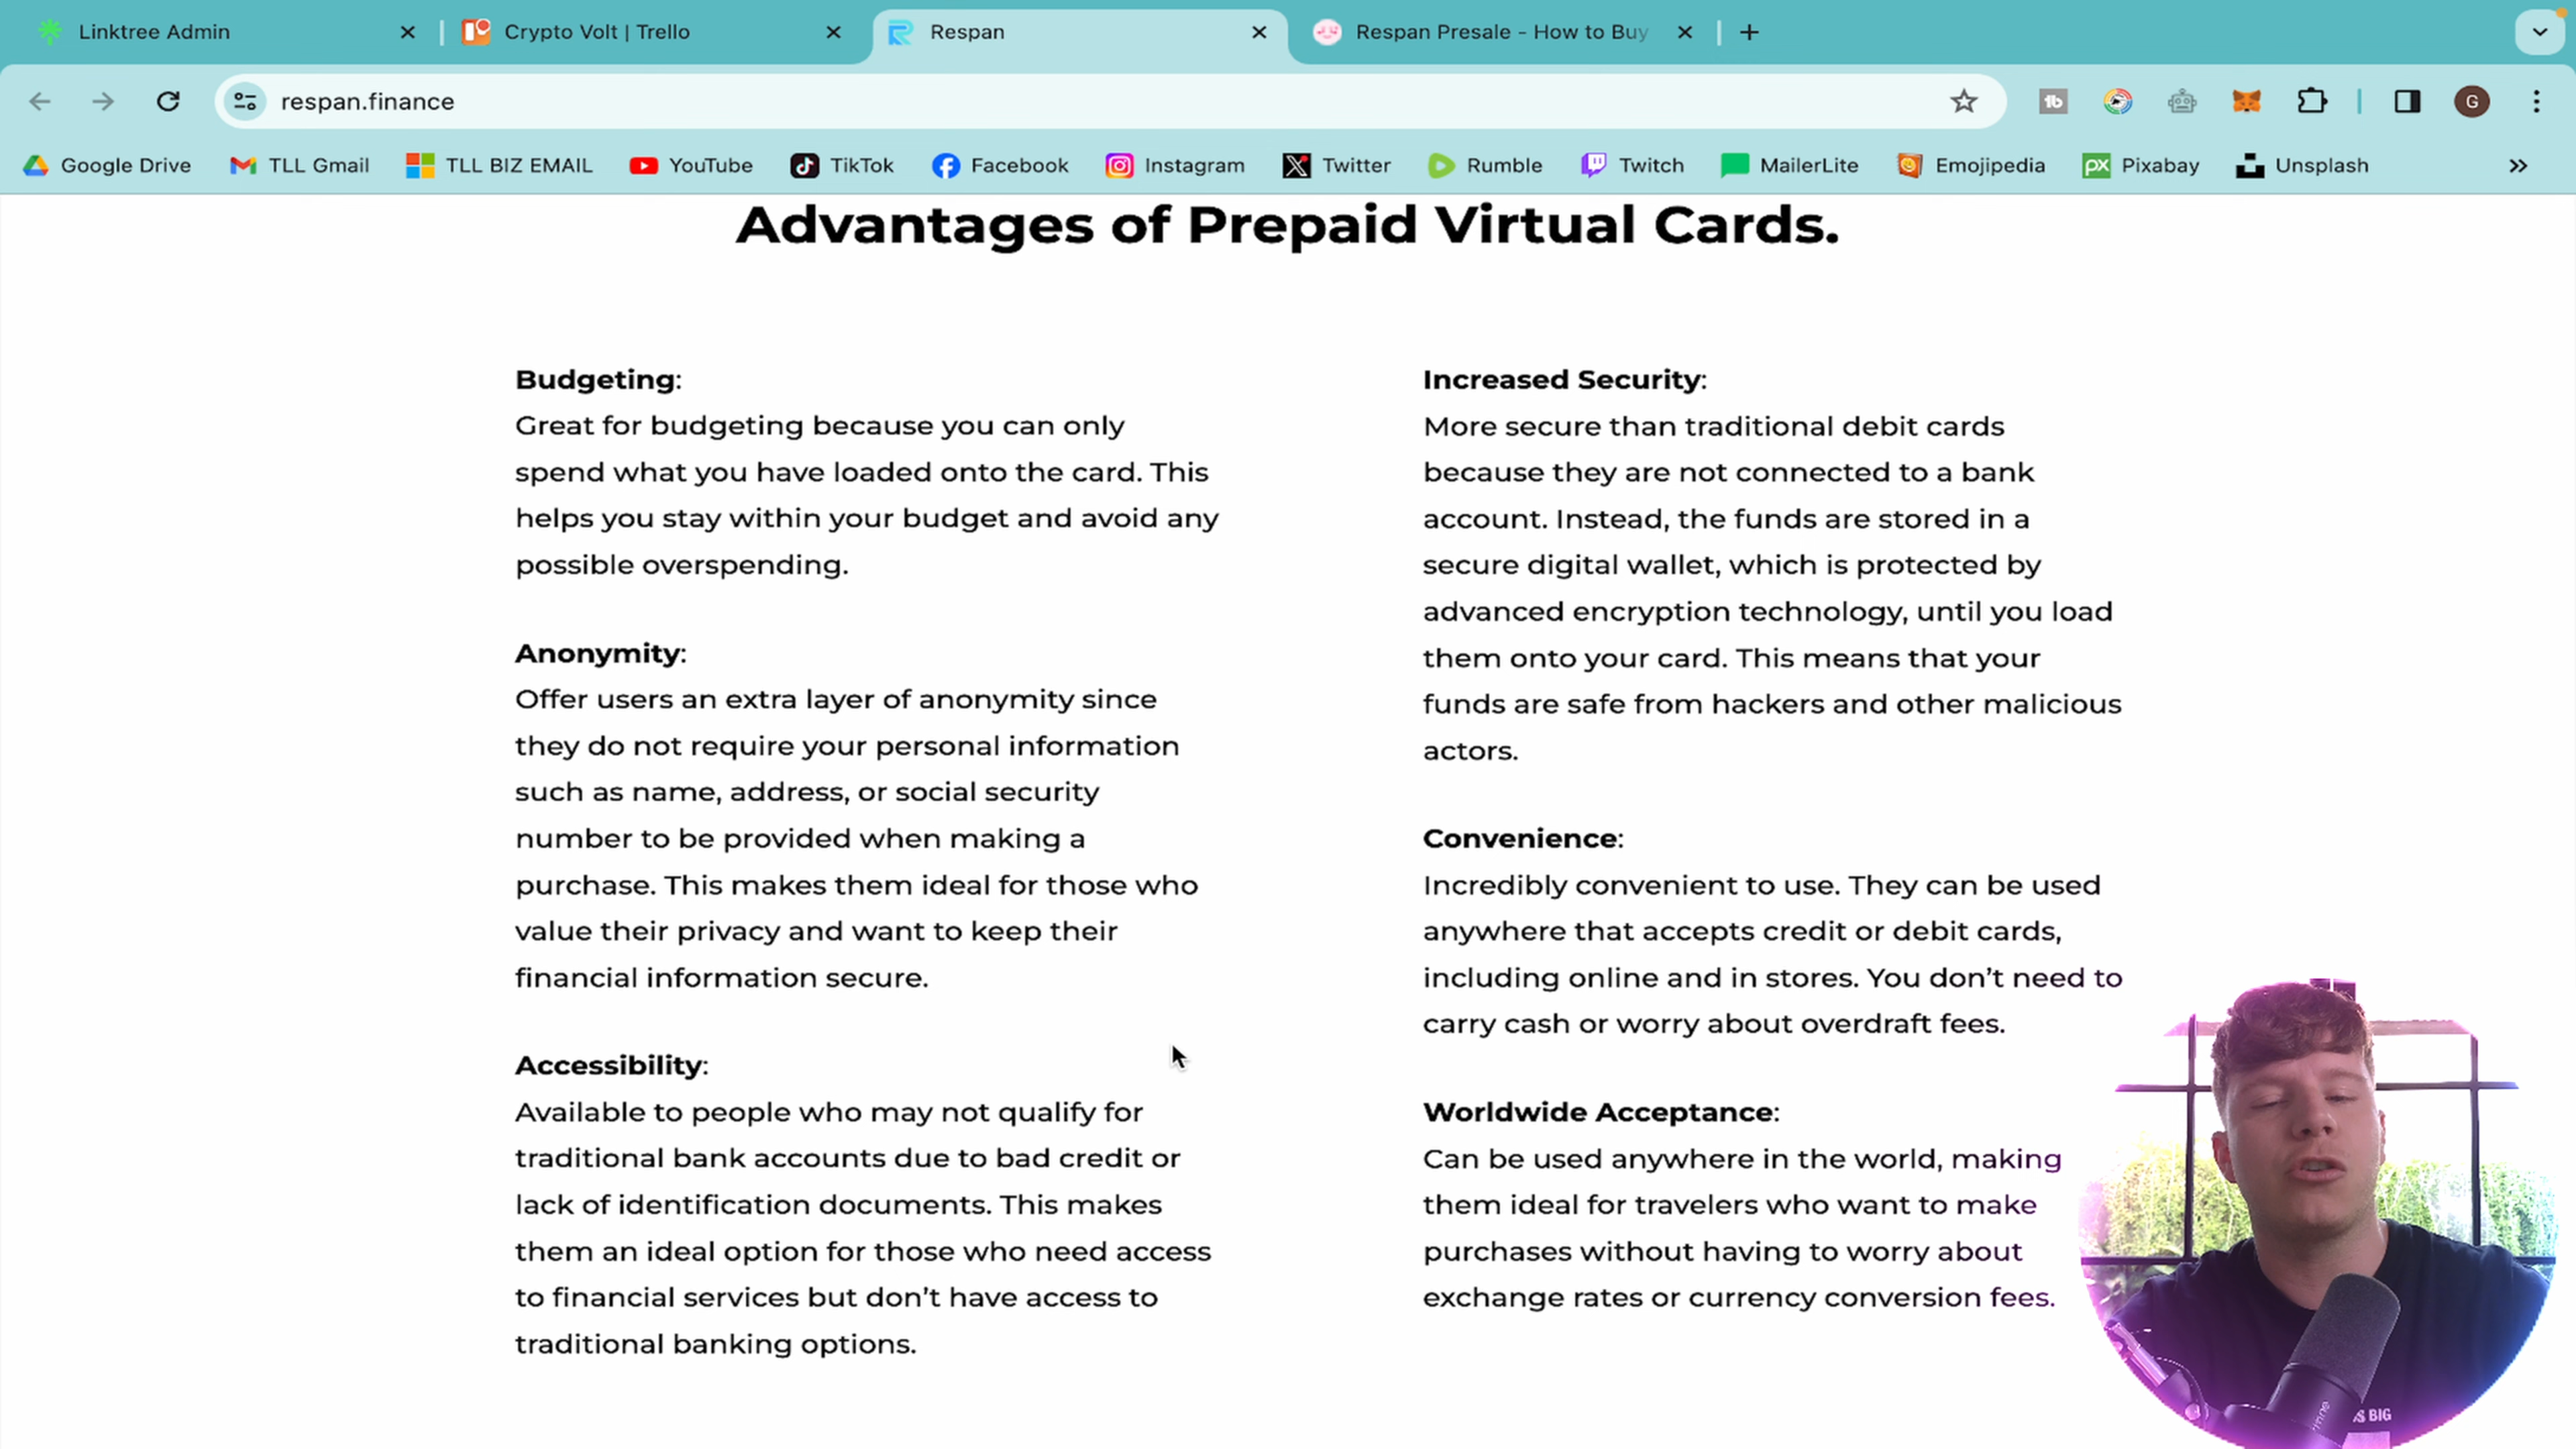 Linktree Admin
Crypto Volt | Trello
Respan
Respan Presale - How to Buy
respan.finance
G
Google Drive
TLL Gmail
TLL BIZ EMAIL
YouTube
TikTok
Facebook
Instagram
Twitter
Rumble
Twitch
MailerLite
Emojipedia
px
Pixabay
Unsplash
Advantages of Prepaid Virtual Cards.
Budgeting:
Great for budgeting because you can only
spend what you have loaded onto the card. This
helps you stay within your budget and avoid any
possible overspending.
Anonymity:
Offer users an extra layer of anonymity since
they do not require your personal information
such as name, address, or social security
number to be provided when making a
purchase. This makes them ideal for those who
value their privacy and want to keep their
financial information secure.
Accessibility:
Available to people who may not qualify for
traditional bank accounts due to bad credit or
lack of identification documents. This makes
them an ideal option for those who need access
to financial services but don't have access to
traditional banking options.
Increased Security:
More secure than traditional debit cards
because they are not connected to a bank
account. Instead, the funds are stored in a
secure digital wallet, which is protected by
advanced encryption technology, until you load
them onto your card. This means that your
funds are safe from hackers and other malicious
actors.
Convenience:
Incredibly convenient to use. They can be used
anywhere that accepts credit or debit cards,
including online and in stores. You don't need to
carry cash or worry about overdraft fees.
Worldwide Acceptance:
Can be used anywhere in the world, making
them ideal for travelers who want to make
purchases without having to worry about
exchange rates or currency conversion fees.
BIG